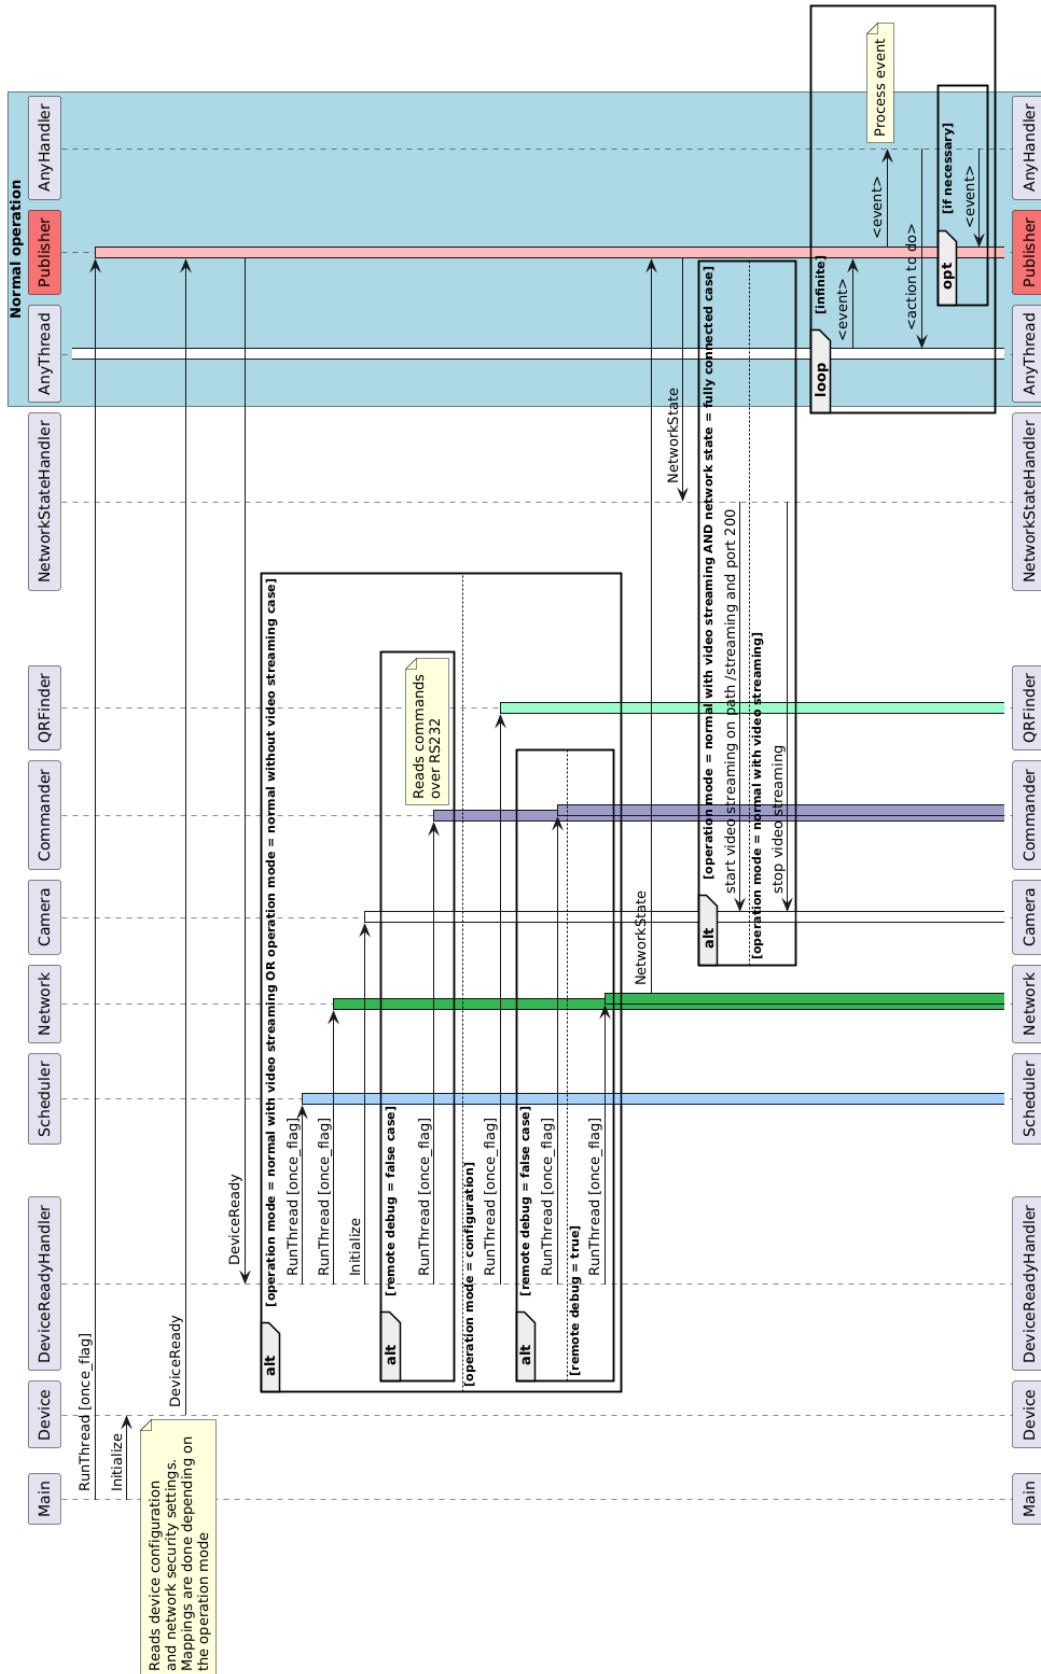 Normal operation
Main
Device
DeviceReadyHandler
Scheduler
Network
Camera
Commander
QRFinder
NetworkStateHandler
AnyThread
Publisher
AnyHandler
RunThread [once_flag]
Initialize
Reads device configuration
and network security settings.
Mappings are done depending on
the operation mode
DeviceReady
DeviceReady
alt
[operation mode = normal with video streaming OR operation mode = normal without video streaming case]
RunThread [once_flag]
RunThread [once_flag]
Initialize
alt
[remote debug = false case]
RunThread [once_flag]
Reads commands
over RS232
[operation mode = configuration]
RunThread [once_flag]
alt
[remote debug = false case]
RunThread [once_flag]
[remote debug = true]
RunThread [once_flag]
NetworkState
NetworkState
alt
[operation mode = normal with video streaming AND network state = fully connected case]
start video streaming on path /streaming and port 200
[operation mode = normal with video streaming]
stop video streaming
loop
[infinite]
<event>
<event>
Process event
<action to do>
opt
[if necessary]
<event>
Main
Device
DeviceReadyHandler
Scheduler
Network
Camera
Commander
QRFinder
NetworkStateHandler
AnyThread
Publisher
AnyHandler